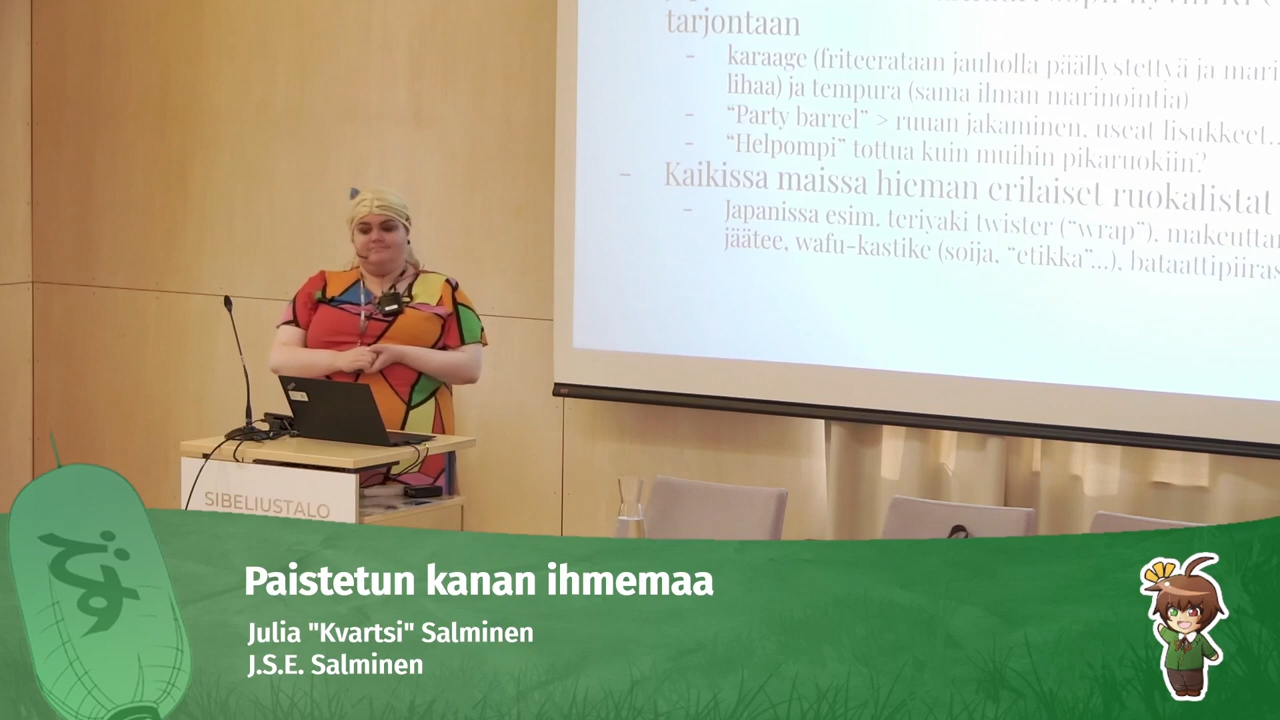 tarjontaan
- karaage (friteerataan jauholla päällystettyä ja mari
lihaa) ja tempura (sama ilman marinointia)
- “Party barrel” > ruuan jakaminen, useat lisukkeet...
- “Helpompi” tottua kuin muihin pikaruokiin?
- Kaikissa maissa hieman erilaiset ruokalistat
- Japanissa esim. teriyaki twister (“wrap”), makeuttam
jäätee, wafu-kastike (soija, “etikka”...), bataattipiiras
SIBELIUSTALO
Paistetun kanan ihmemaa
Julia "Kvartsi" Salminen
J.S.E. Salminen